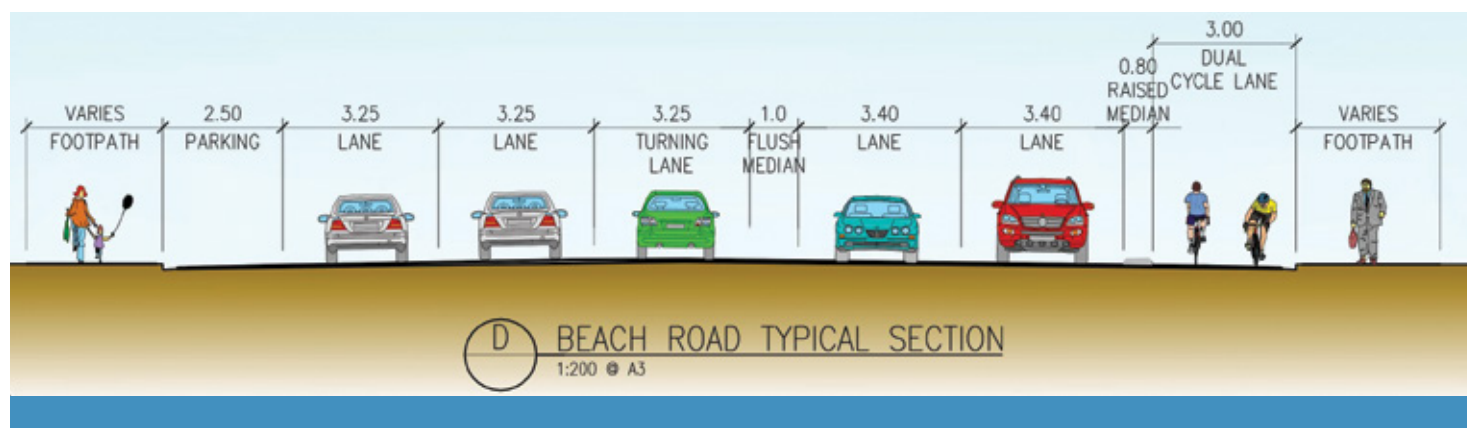 3.00
DUAL
CYCLE LANE
0.80
RAISED
MEDIAN
VARIES
FOOTPATH
2.50
PARKING
3.25
LANE
3.25
LANE
3.25
TURNING
LANE
1.0
FLUSH
MEDIAN
3.40
LANE
3.40
LANE
VARIES
FOOTPATH
D
BEACH ROAD TYPICAL SECTION
1:200 @ A3